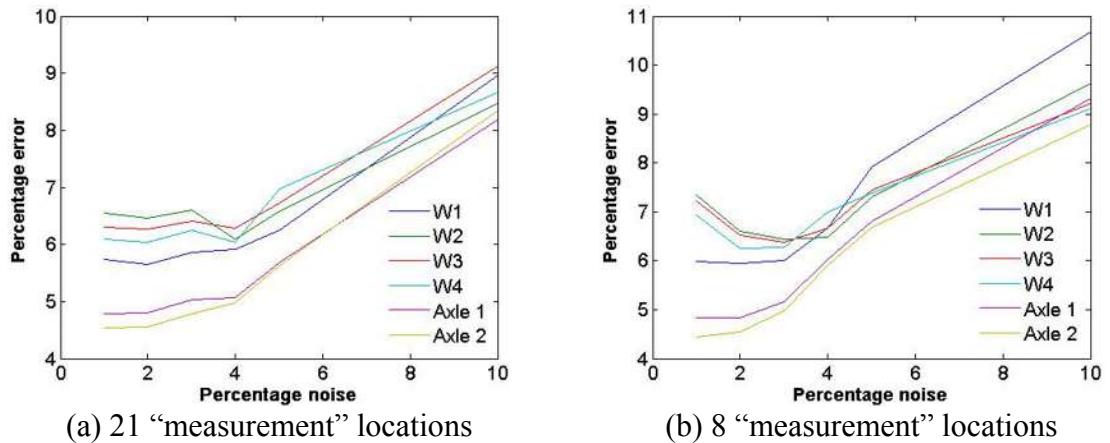 10
9
8
7
6
5
4
Percentage error
W1
W2
W3
W4
Axle 1
Axle 2
0 2 4 6 8 10
Percentage noise
(a) 21 “measurement” locations
11
10
9
8
7
6
5
4
Percentage error
W1
W2
W3
W4
Axle 1
Axle 2
0 2 4 6 8 10
Percentage noise
(b) 8 “measurement” locations